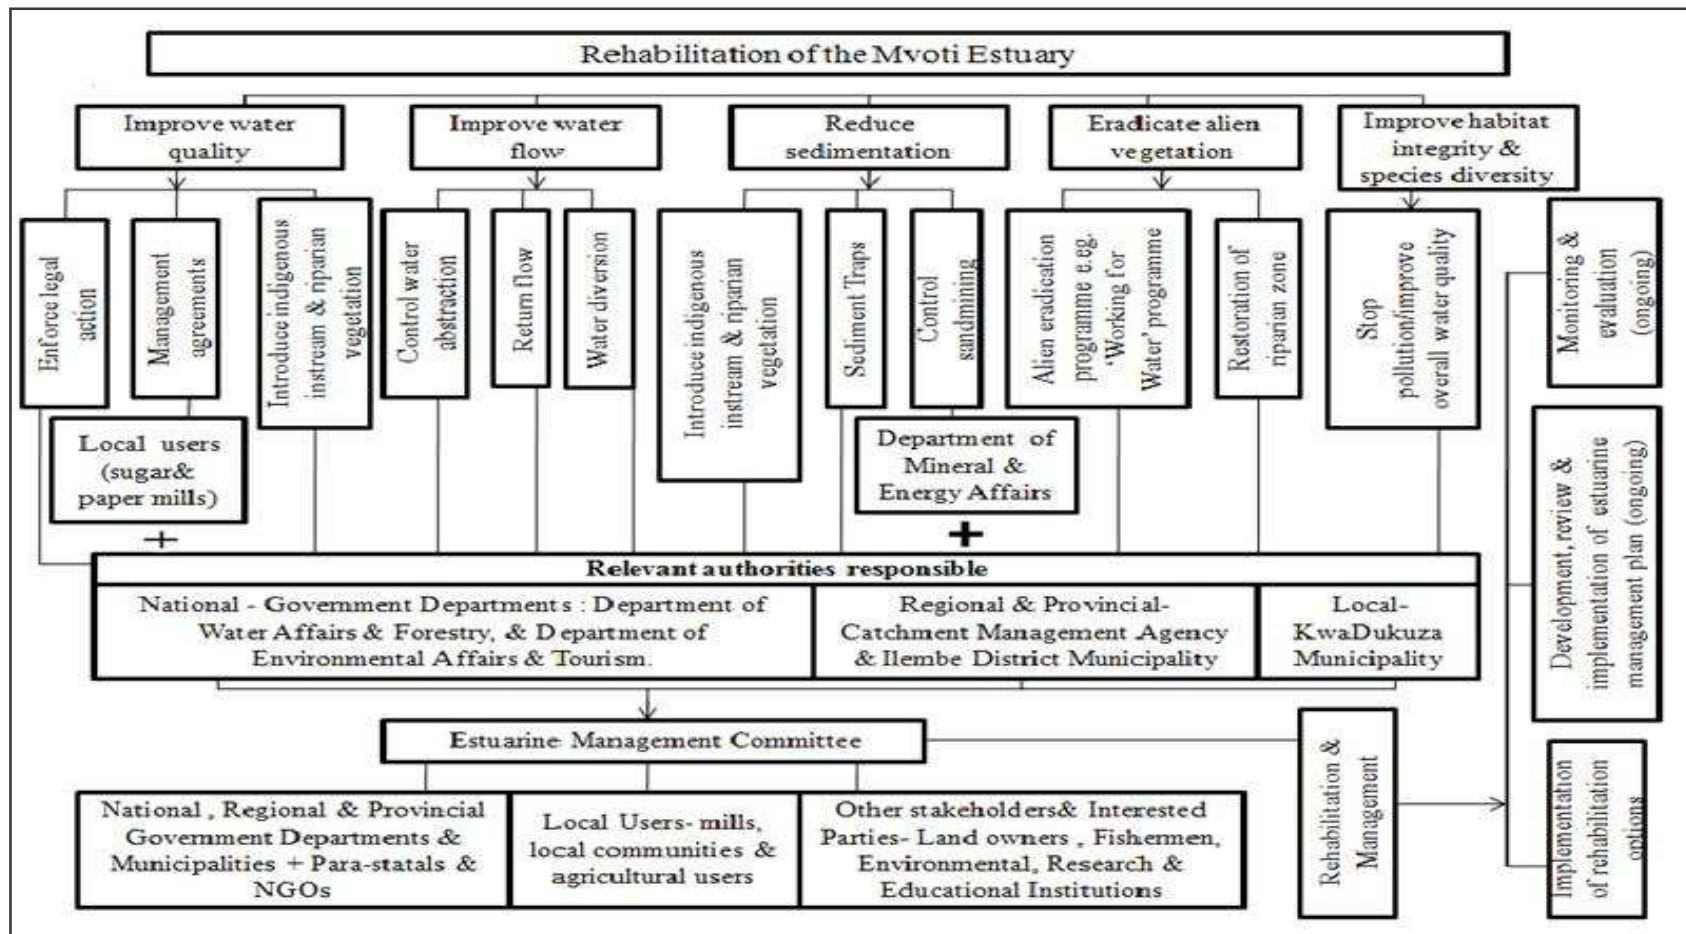 Rehabilitation of the Mvoti Estuary
Improve water
quality
Improve water
flow
Reduce
sedimentation
Eradicate alien
vegetation
Improve habitat
integrity &
species diversity
Enforce legal
action
Management
agreements
Introduce indigenous
instream & riparian
vegetation
Control water
abstraction
Return flow
Water diversion
Introduce indigenous
instream & riparian
vegetation
Sediment Traps
Control
sandmining
Alien eradication
programme e.eg.
'Working for
Water' programme
Restoration of
riparian zone
Stop
pollution/improve
overall water quality
Monitoring &
evaluation
(ongoing)
Local users
(sugar&
paper mills)
Department of
Mineral &
Energy Affairs
Development, review &
implementation of estuarine
management plan (ongoing)
+
+
Relevant authorities responsible
National - Government Departments : Department of
Water Affairs & Forestry, & Department of
Environmental Affairs & Tourism.
Regional & Provincial-
Catchment Management Agency
& Ilembe District Municipality
Local-
KwaDukuza
Municipality
Estuarine Management Committee
Rehabilitation &
Management
Implementation
of rehabilitation
options
National , Regional & Provincial
Government Departments &
Municipalities + Para-statals &
NGOs
Local Users- mills,
local communities &
agricultural users
Other stakeholders& Interested
Parties- Land owners , Fishermen,
Environmental, Research &
Educational Institutions